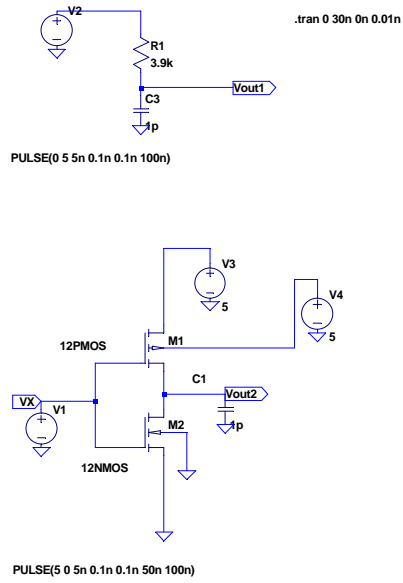 V2
.tran 0 30n 0n 0.01n
R1
3.9k
Vout1
C3
1p
PULSE(0 5 5n 0.1n 0.1n 100n)
V3
V4
5
5
12PMOS
M1
C1
Vout2
VX
V1
M2
1p
12NMOS
PULSE(5 0 5n 0.1n 0.1n 50n 100n)